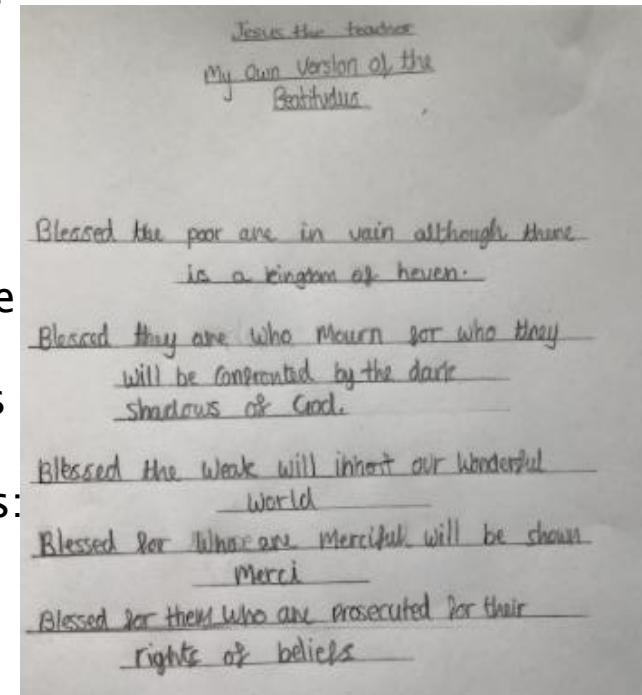 Jesus the teacher
My Own Version of the
Beatitudus
Blessed the poor are in vain although there
is a kingdom of heven.
Blessed they are who mourn for who they
will be confronted by the dark
shadows of God.
Blessed the weak will inherit our wonderful
world
Blessed for who are merciful will be shown
merci
Blessed for them who are prosecuted for their
rights of beliefs